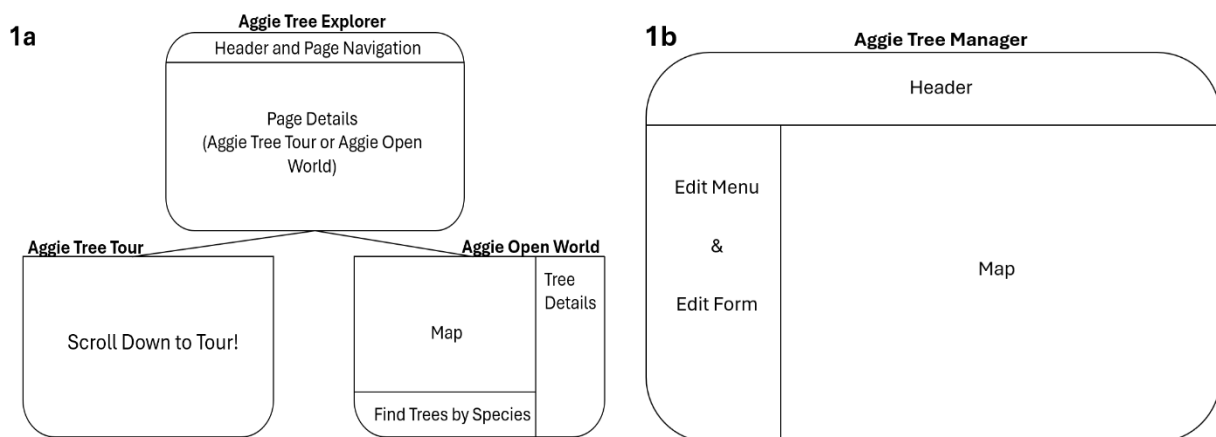 1a
Aggie Tree Explorer
Header and Page Navigation
Page Details
(Aggie Tree Tour or Aggie Open
World)
Aggie Tree Tour
Scroll Down to Tour!
Aggie Open World
Map
Tree
Details
Find Trees by Species
1b
Aggie Tree Manager
Header
Edit Menu
&
Edit Form
Map